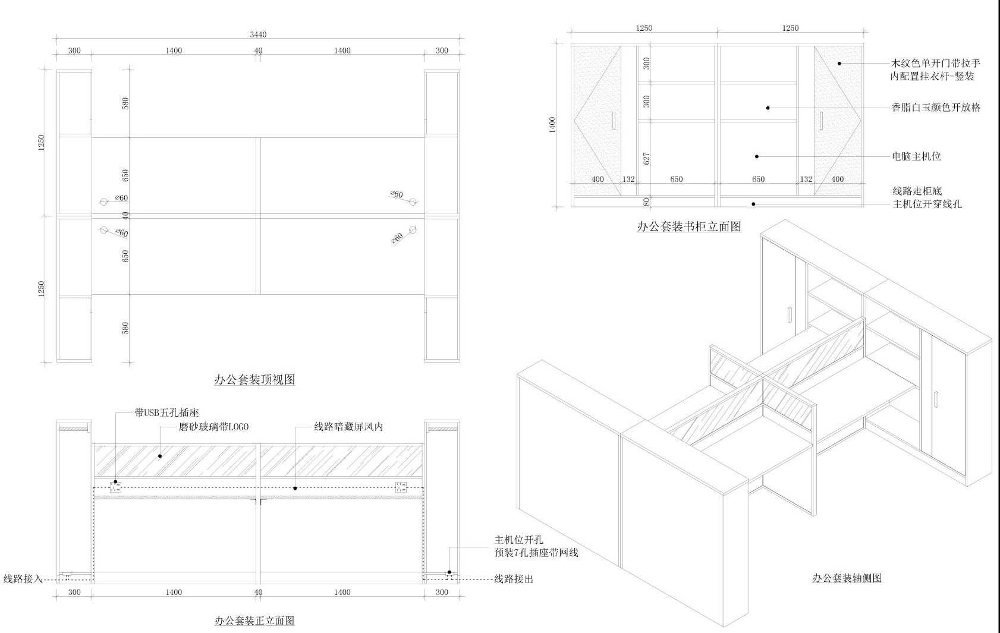 3440
300 1400 40 1400 300
1250
580
650
⌀60
⌀60
40
⌀60
⌀60
650
1250
580
办公套装顶视图
1250 1250
1400
300
300
627
400 132 650 650 132 400
80
木纹色单开门带拉手
内配置挂衣杆-竖装
香脂白玉颜色开放格
电脑主机位
线路走柜底
主机位开穿线孔
办公套装书柜立面图
带USB五孔插座
磨砂玻璃带LOGO
线路暗藏屏风内
主机位开孔
预装7孔插座带网线
线路接入
线路接出
300 1400 40 1400 300
办公套装正立面图
办公套装轴侧图